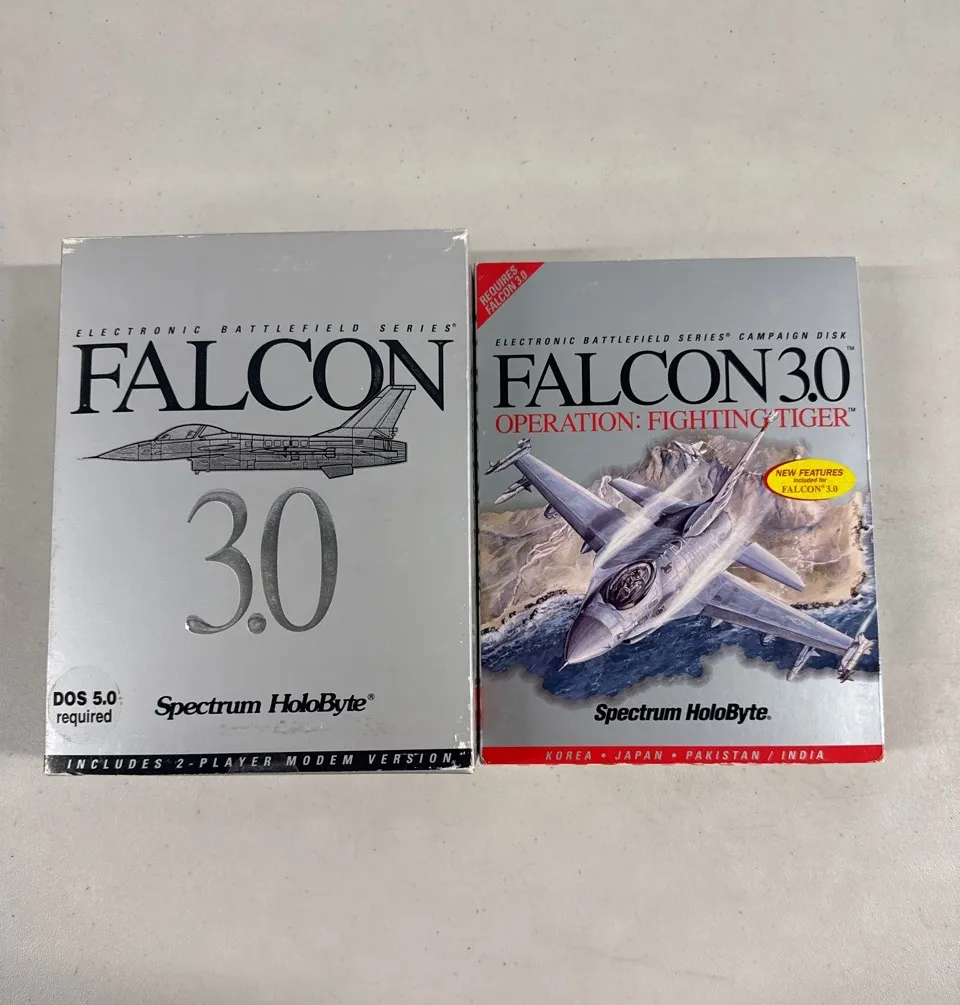 ELECTRONIC BATTLEFIELD SERIES®
FALCON
3.0
DOS 5.0
required
Spectrum HoloByte®
INCLUDES 2-PLAYER MODEM VERSION
REQUIRES
FALCON 3.0
ELECTRONIC BATTLEFIELD SERIES® CAMPAIGN DISK
FALCON 3.0™
OPERATION: FIGHTING TIGER™
NEW FEATURES
included for
FALCON® 3.0
Spectrum HoloByte®
KOREA • JAPAN • PAKISTAN / INDIA